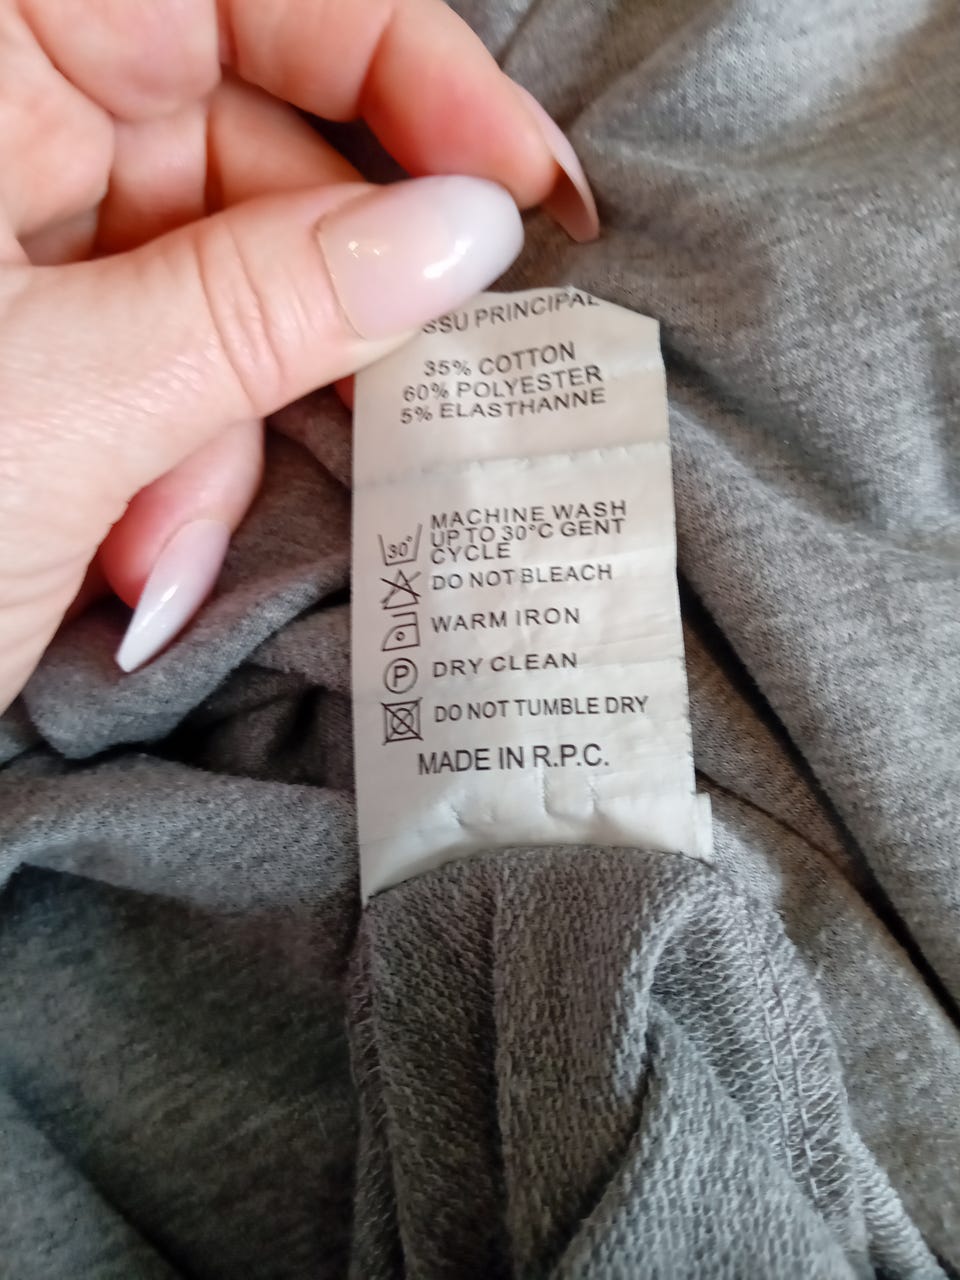 PRINCIPAL
35% COTTON
60% POLYESTER
5% ELASTHANNE
MACHINE WASH
UP TO 30°C GENT
CYCLE
30°
DO NOT BLEACH
WARM IRON
P DRY CLEAN
DO NOT TUMBLE DRY
MADE IN R.P.C.